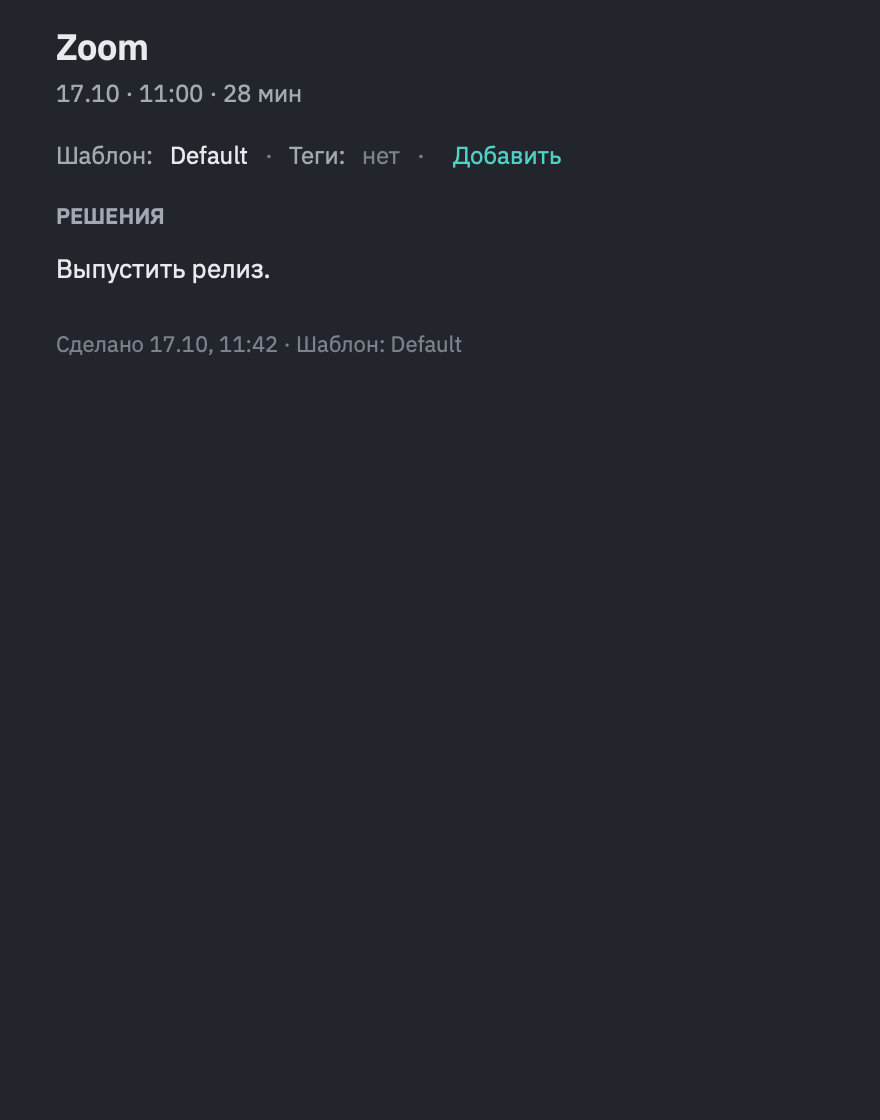 Zoom
17.10 · 11:00 · 28 мин
Шаблон: Default · Теги: нет · Добавить
РЕШЕНИЯ
Выпустить релиз.
Сделано 17.10, 11:42 · Шаблон: Default